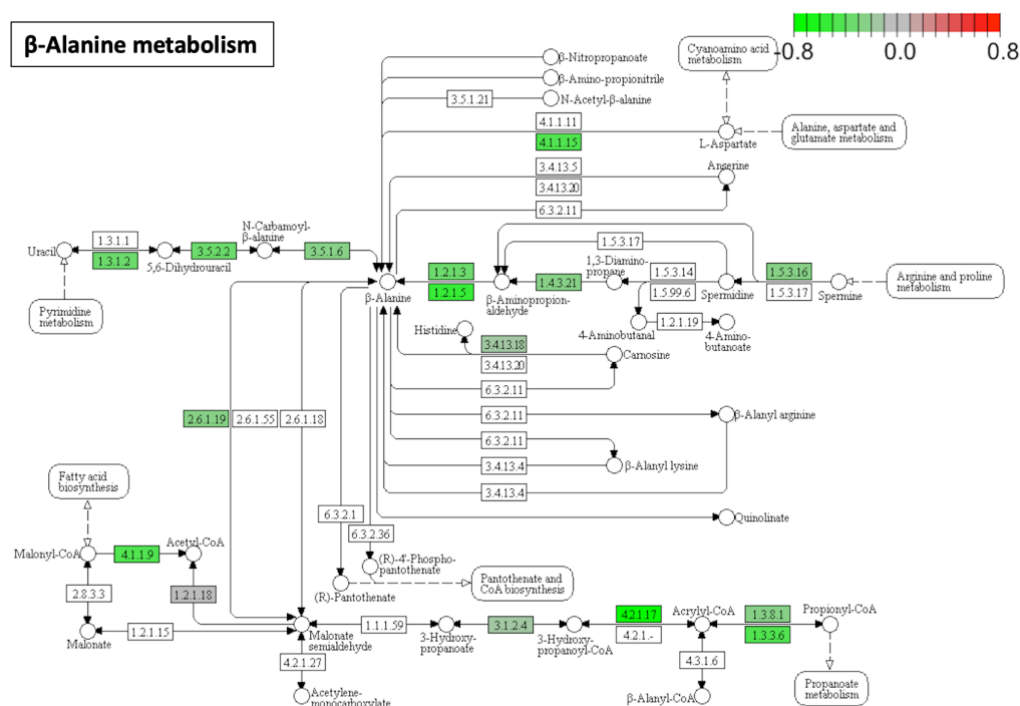 β-Alanine metabolism
-0.8 0.0 0.8
β-Nitropropanoate
β-Amino-propionitrile
3.5.1.21 N-Acetyl-β-alanine
Cyanoamino acid
metabolism
4.1.1.11
4.1.1.15
L-Aspartate
Alanine, aspartate and
glutamate metabolism
3.4.13.5
3.4.13.20
6.3.2.11
Anserine
Uracil
1.3.1.1
1.3.1.2
5,6-Dihydrouracil
3.5.2.2
N-Carbamoyl-
β-alanine
3.5.1.6
Pyrimidine
metabolism
β-Alanine
1.2.1.3
1.2.1.5
β-Aminopropion-
aldehyde
1.4.3.21
1,3-Diamino-
propane
1.5.3.17
1.5.3.14
1.5.99.6
Spermidine
1.5.3.16
1.5.3.17
Spermine
Arginine and proline
metabolism
4-Aminobutanal
1.2.1.19
4-Amino-
butanoate
Histidine
3.4.13.18
3.4.13.20
Carnosine
6.3.2.11
6.3.2.11
β-Alanyl arginine
6.3.2.11
β-Alanyl lysine
3.4.13.4
3.4.13.4
Quinolinate
2.6.1.19 2.6.1.55 2.6.1.18
Fatty acid
biosynthesis
Malonyl-CoA
4.1.1.9
Acetyl-CoA
2.8.3.3
1.2.1.18
Malonate
1.2.1.15
6.3.2.1
6.3.2.36
(R)-4'-Phospho-
pantothenate
(R)-Pantothenate
Pantothenate and
CoA biosynthesis
Malonate
semialdehyde
1.1.1.59
3-Hydroxy-
propanoate
3.1.2.4
3-Hydroxy-
propanoyl-CoA
4.2.1.17
4.2.1.-
Acrylyl-CoA
1.3.8.1
1.3.3.6
Propionyl-CoA
4.2.1.27
Acetylene-
monocarboxylate
4.3.1.6
β-Alanyl-CoA
Propanoate
metabolism